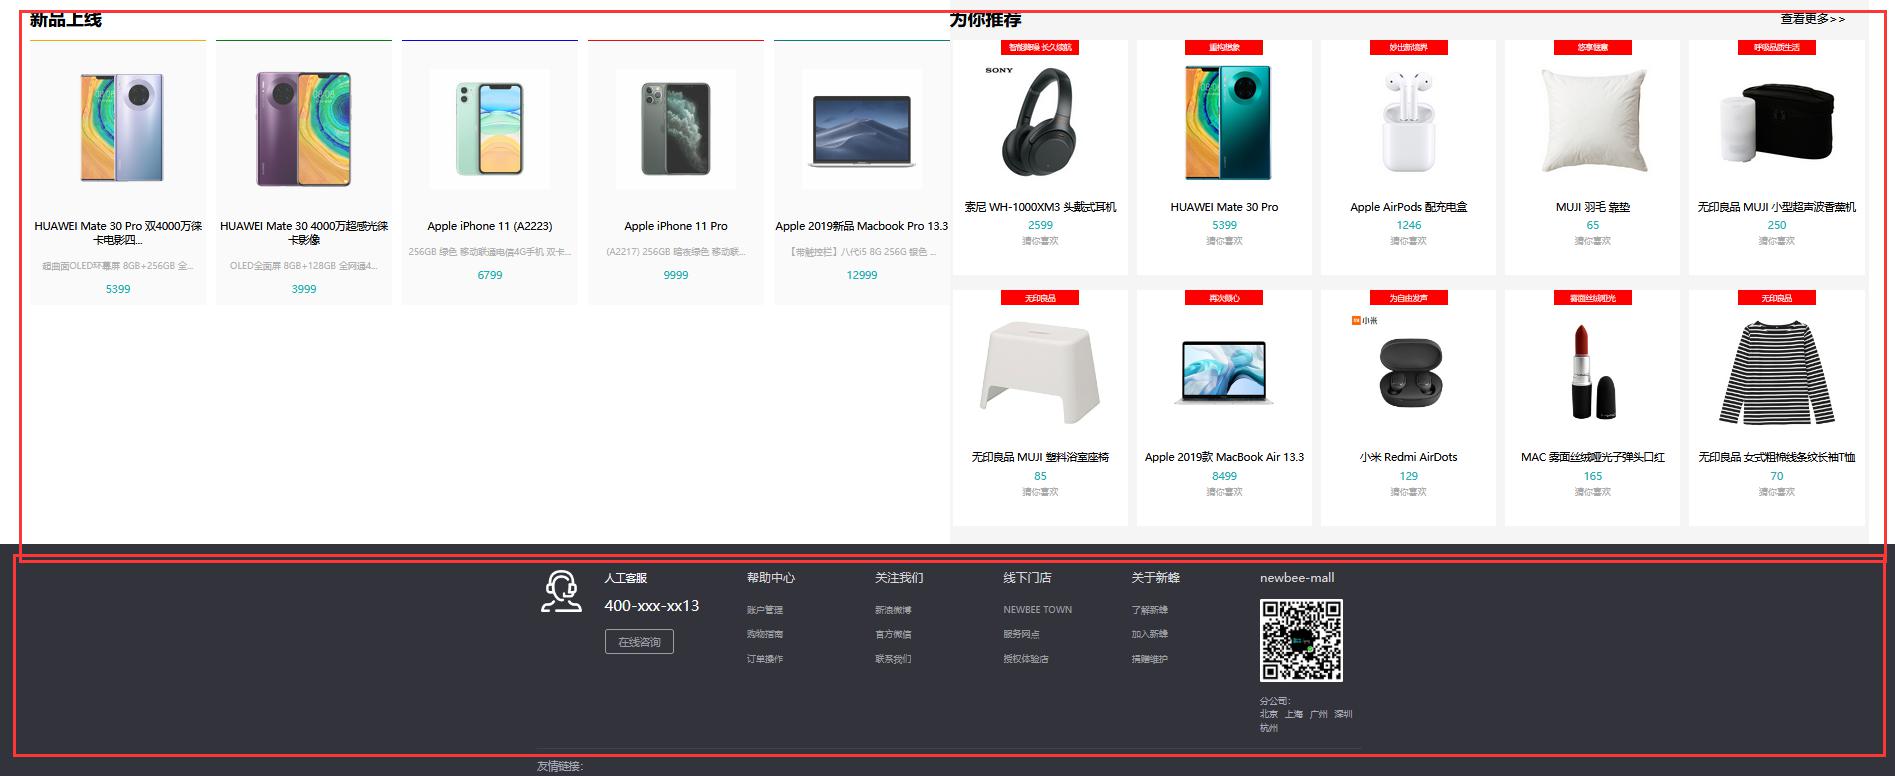 新品上线
HUAWEI Mate 30 Pro 双4000万徕
卡电影四...
超曲面OLED环幕屏 8GB+256GB 全...
5399
HUAWEI Mate 30 4000万超感光徕
卡影像
OLED全面屏 8GB+128GB 全网通4...
3999
Apple iPhone 11 (A2223)
256GB 绿色 移动联通电信4G手机 双卡...
6799
Apple iPhone 11 Pro
(A2217) 256GB 暗夜绿色 移动联...
9999
Apple 2019新品 Macbook Pro 13.3
【带触控栏】八代i5 8G 256G 银色 ...
12999
为你推荐
查看更多>>
智能降噪 长久续航
SONY
索尼 WH-1000XM3 头戴式耳机
2599
猜你喜欢
重构想象
HUAWEI Mate 30 Pro
5399
猜你喜欢
妙出新境界
Apple AirPods 配充电盒
1246
猜你喜欢
悠享惬意
MUJI 羽毛 靠垫
65
猜你喜欢
呼吸品质生活
无印良品 MUJI 小型超声波香薰机
250
猜你喜欢
无印良品
无印良品 MUJI 塑料浴室座椅
85
猜你喜欢
再次倾心
Apple 2019款 MacBook Air 13.3
8499
猜你喜欢
为自由发声
小米
小米 Redmi AirDots
129
猜你喜欢
雾面丝绒哑光
MAC 雾面丝绒哑光子弹头口红
165
猜你喜欢
无印良品
无印良品 女式粗棉线条纹长袖T恤
70
猜你喜欢
人工客服
400-xxx-xx13
在线咨询
帮助中心
账户管理
购物指南
订单操作
关注我们
新浪微博
官方微信
联系我们
线下门店
NEWBEE TOWN
服务网点
授权体验店
关于新蜂
了解新蜂
加入新蜂
捐赠维护
newbee-mall
分公司：
北京 上海 广州 深圳
杭州
友情链接：